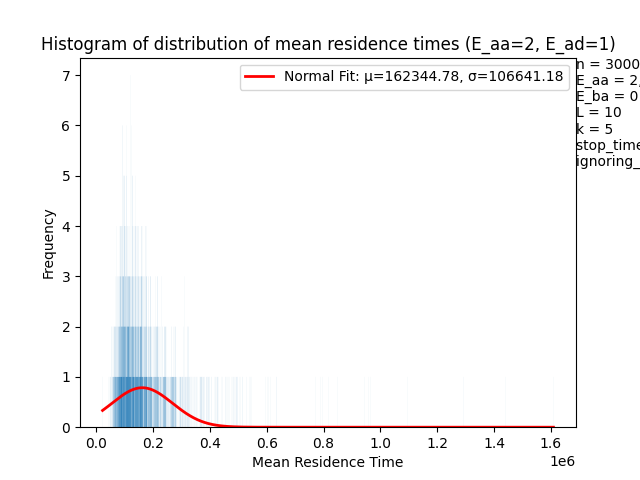 Histogram of distribution of mean residence times (E_aa=2, E_ad=1)
Normal Fit: μ=162344.78, σ=106641.18
n = 3000
E_aa = 2,
E_ba = 0
L = 10
k = 5
stop_time
ignoring_
Frequency
7
6
5
4
3
2
1
0
0.0 0.2 0.4 0.6 0.8 1.0 1.2 1.4 1.6
1e6
Mean Residence Time